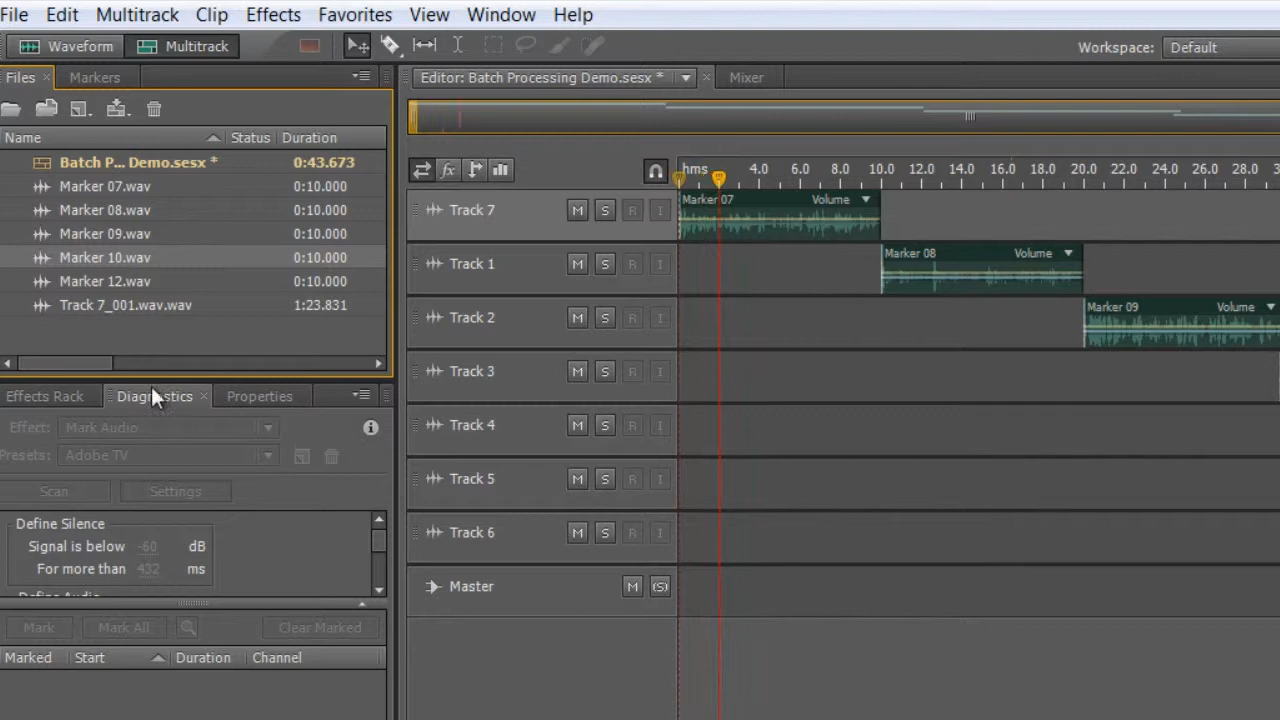 File Edit Multitrack Clip Effects Favorites View Window Help
Waveform Multitrack Workspace: Default
Files × Markers Editor: Batch Processing Demo.sesx * × Mixer
Name Status Duration
Batch P... Demo.sesx * 0:43.673
Marker 07.wav 0:10.000
Marker 08.wav 0:10.000
Marker 09.wav 0:10.000
Marker 10.wav 0:10.000
Marker 12.wav 0:10.000
Track 7_001.wav.wav 1:23.831
fx hms 4.0 6.0 8.0 10.0 12.0 14.0 16.0 18.0 20.0 22.0 24.0 26.0 28.0
Track 7 M S R I Marker 07 Volume
Track 1 M S R I Marker 08 Volume
Track 2 M S R I Marker 09 Volume
Track 3 M S R I
Track 4 M S R I
Track 5 M S R I
Track 6 M S R I
Master M (S)
Effects Rack Diagnostics × Properties
Effect: Mark Audio
Presets: Adobe TV
Scan Settings
Define Silence
Signal is below -60 dB
For more than 432 ms
Define Audio
Mark Mark All Clear Marked
Marked Start Duration Channel